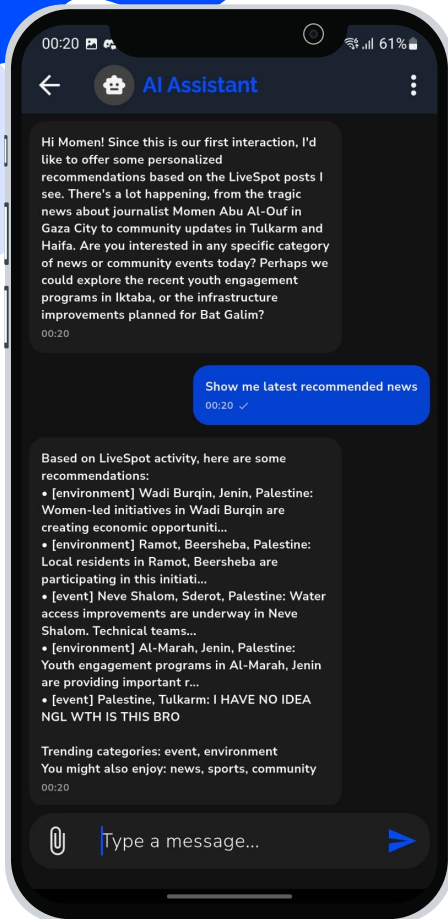 00:20 61%
AI Assistant
Hi Momen! Since this is our first interaction, I'd
like to offer some personalized
recommendations based on the LiveSpot posts I
see. There's a lot happening, from the tragic
news about journalist Momen Abu Al-Ouf in
Gaza City to community updates in Tulkarm and
Haifa. Are you interested in any specific category
of news or community events today? Perhaps we
could explore the recent youth engagement
programs in Iktaba, or the infrastructure
improvements planned for Bat Galim?
00:20
Show me latest recommended news
00:20 ✓
Based on LiveSpot activity, here are some
recommendations:
• [environment] Wadi Burqin, Jenin, Palestine:
Women-led initiatives in Wadi Burqin are
creating economic opportuniti...
• [environment] Ramot, Beersheba, Palestine:
Local residents in Ramot, Beersheba are
participating in this initiati...
• [event] Neve Shalom, Sderot, Palestine: Water
access improvements are underway in Neve
Shalom. Technical teams...
• [environment] Al-Marah, Jenin, Palestine:
Youth engagement programs in Al-Marah, Jenin
are providing important r...
• [event] Palestine, Tulkarm: I HAVE NO IDEA
NGL WTH IS THIS BRO
Trending categories: event, environment
You might also enjoy: news, sports, community
00:20
Type a message...